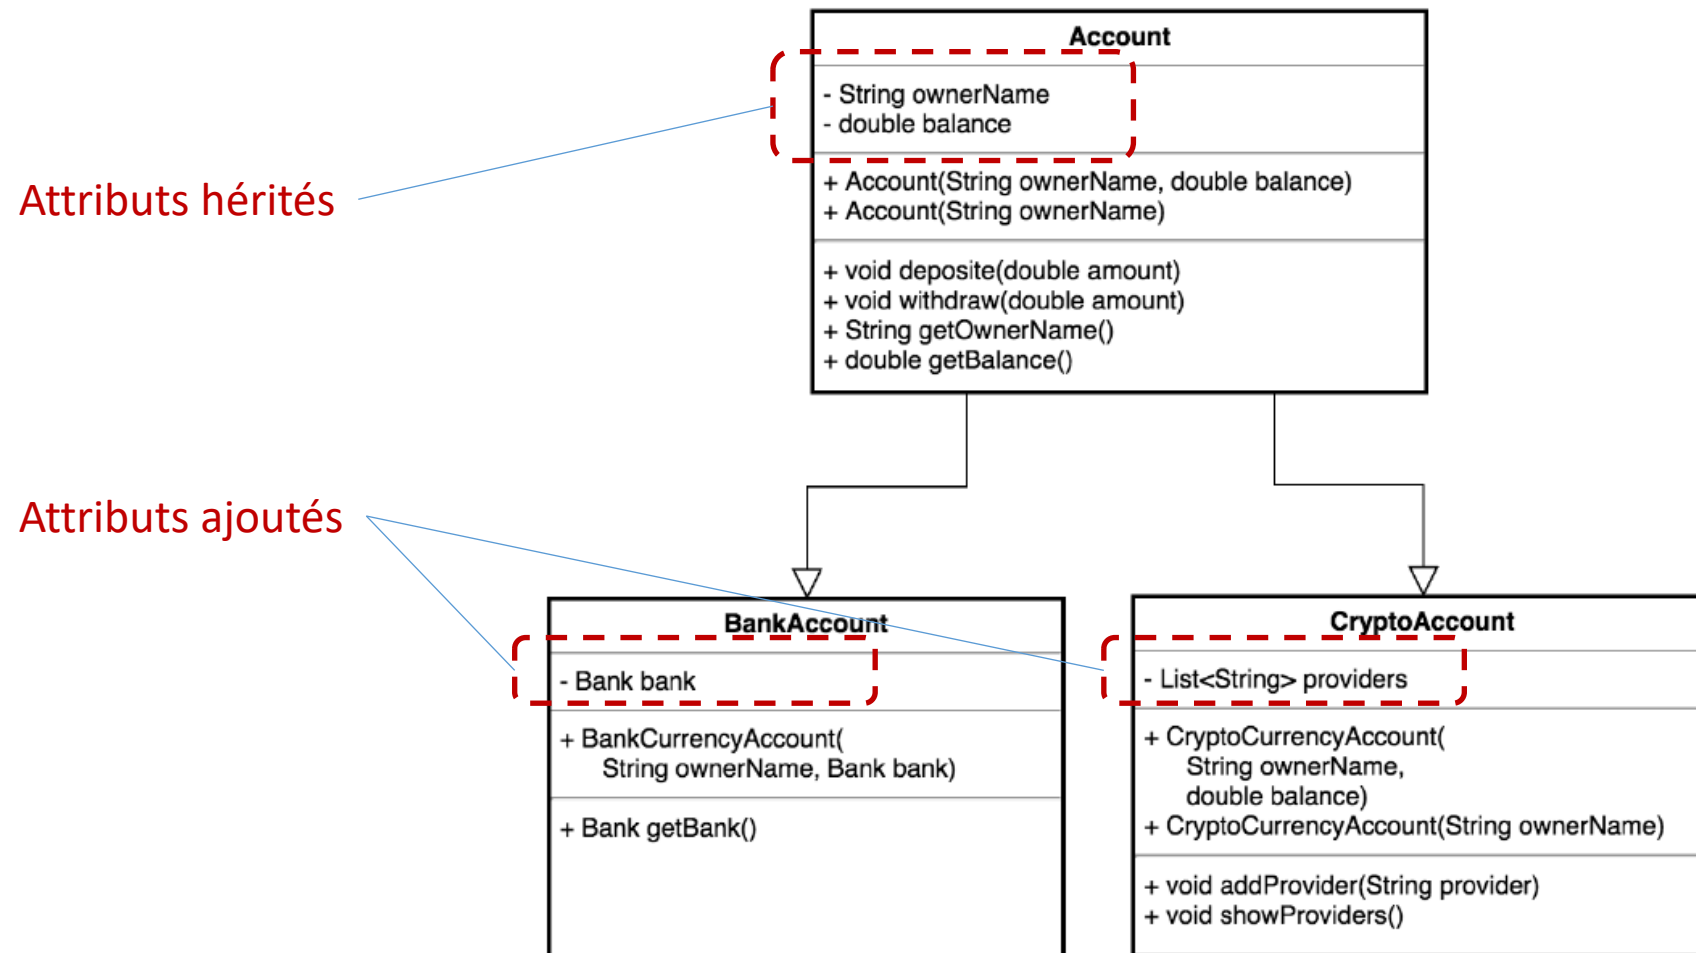 Account
- String ownerName
- double balance
Attributs hérités
+ Account(String ownerName, double balance)
+ Account(String ownerName)
+ void deposite(double amount)
+ void withdraw(double amount)
+ String getOwnerName()
+ double getBalance()
Attributs ajoutés
BankAccount
- Bank bank
+ BankCurrencyAccount(
String ownerName, Bank bank)
+ Bank getBank()
CryptoAccount
- List<String> providers
+ CryptoCurrencyAccount(
String ownerName,
double balance)
+ CryptoCurrencyAccount(String ownerName)
+ void addProvider(String provider)
+ void showProviders()